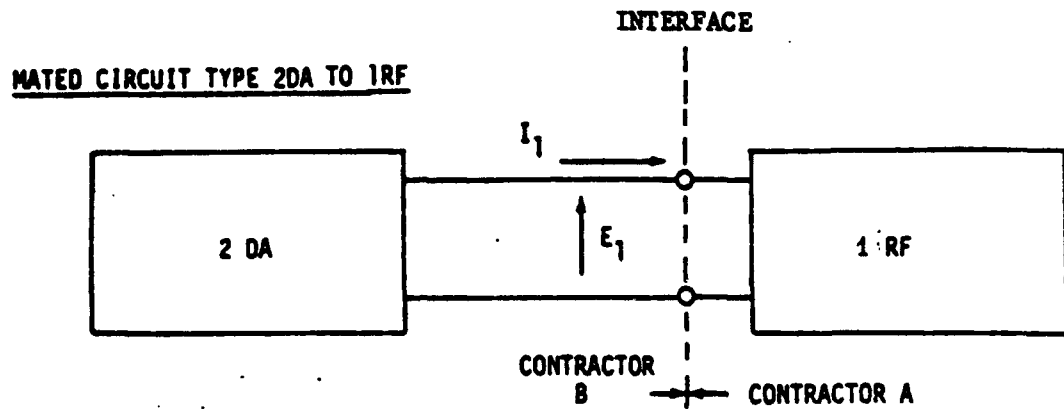 INTERFACE
MATED CIRCUIT TYPE 2DA TO 1RF
I1
2 DA
E1
1 RF
CONTRACTOR
B
CONTRACTOR A